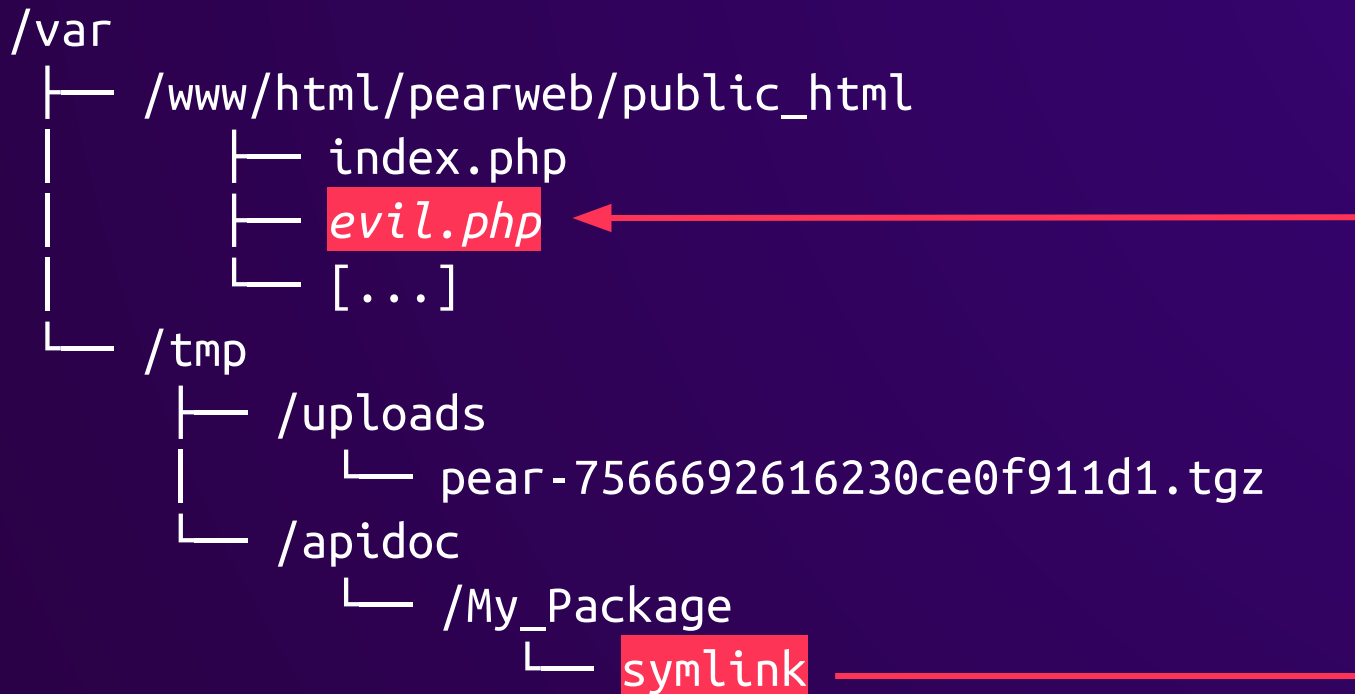 /var
├── /www/html/pearweb/public_html
│ ├── index.php
│ ├── evil.php
│ └── [...]
└── /tmp
├── /uploads
│ └── pear-7566692616230ce0f911d1.tgz
└── /apidoc
└── /My_Package
└── symlink